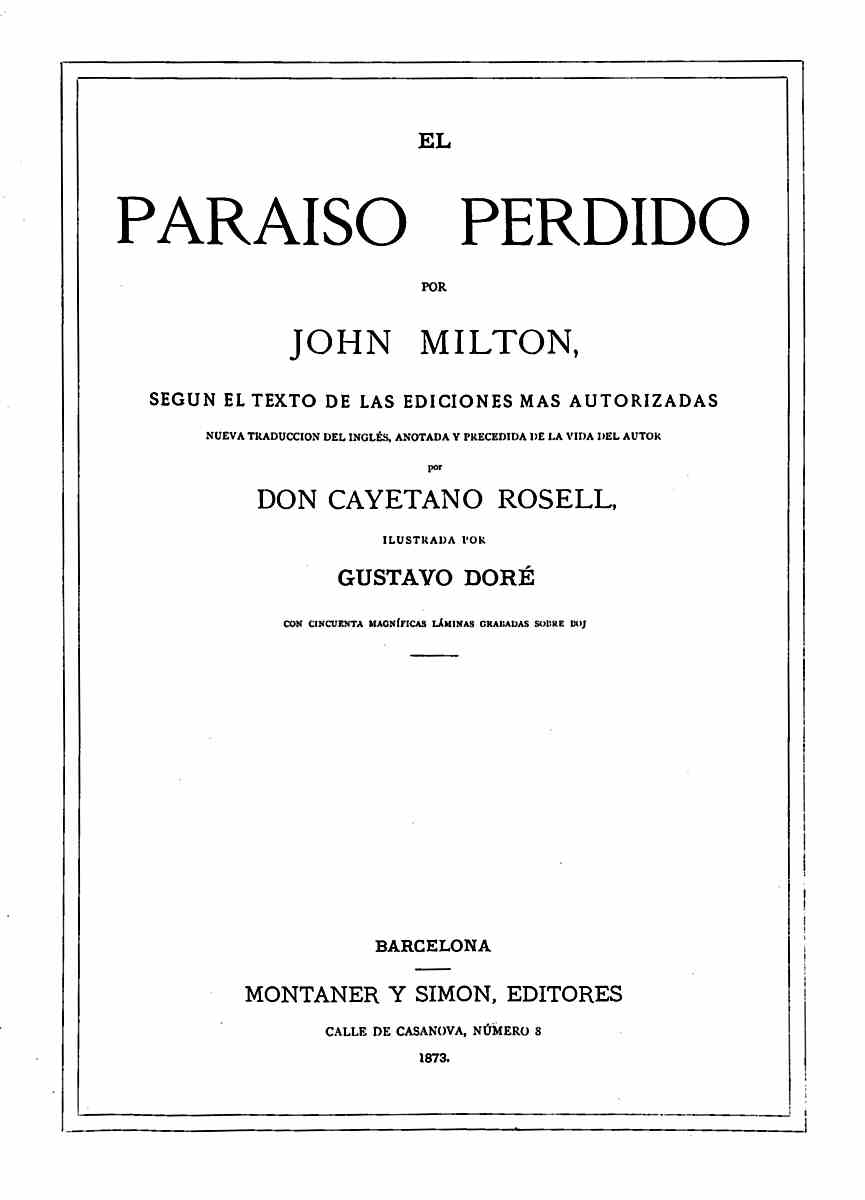 EL
PARAISO PERDIDO
POR
JOHN MILTON,
SEGUN EL TEXTO DE LAS EDICIONES MAS AUTORIZADAS
NUEVA TRADUCCION DEL INGLÉS, ANOTADA Y PRECEDIDA DE LA VIDA DEL AUTOR
por
DON CAYETANO ROSELL,
ILUSTRADA POR
GUSTAVO DORÉ
CON CINCUENTA MAGNÍFICAS LÁMINAS GRABADAS SOBRE BOJ
BARCELONA
MONTANER Y SIMON, EDITORES
CALLE DE CASANOVA, NÚMERO 8
1873.